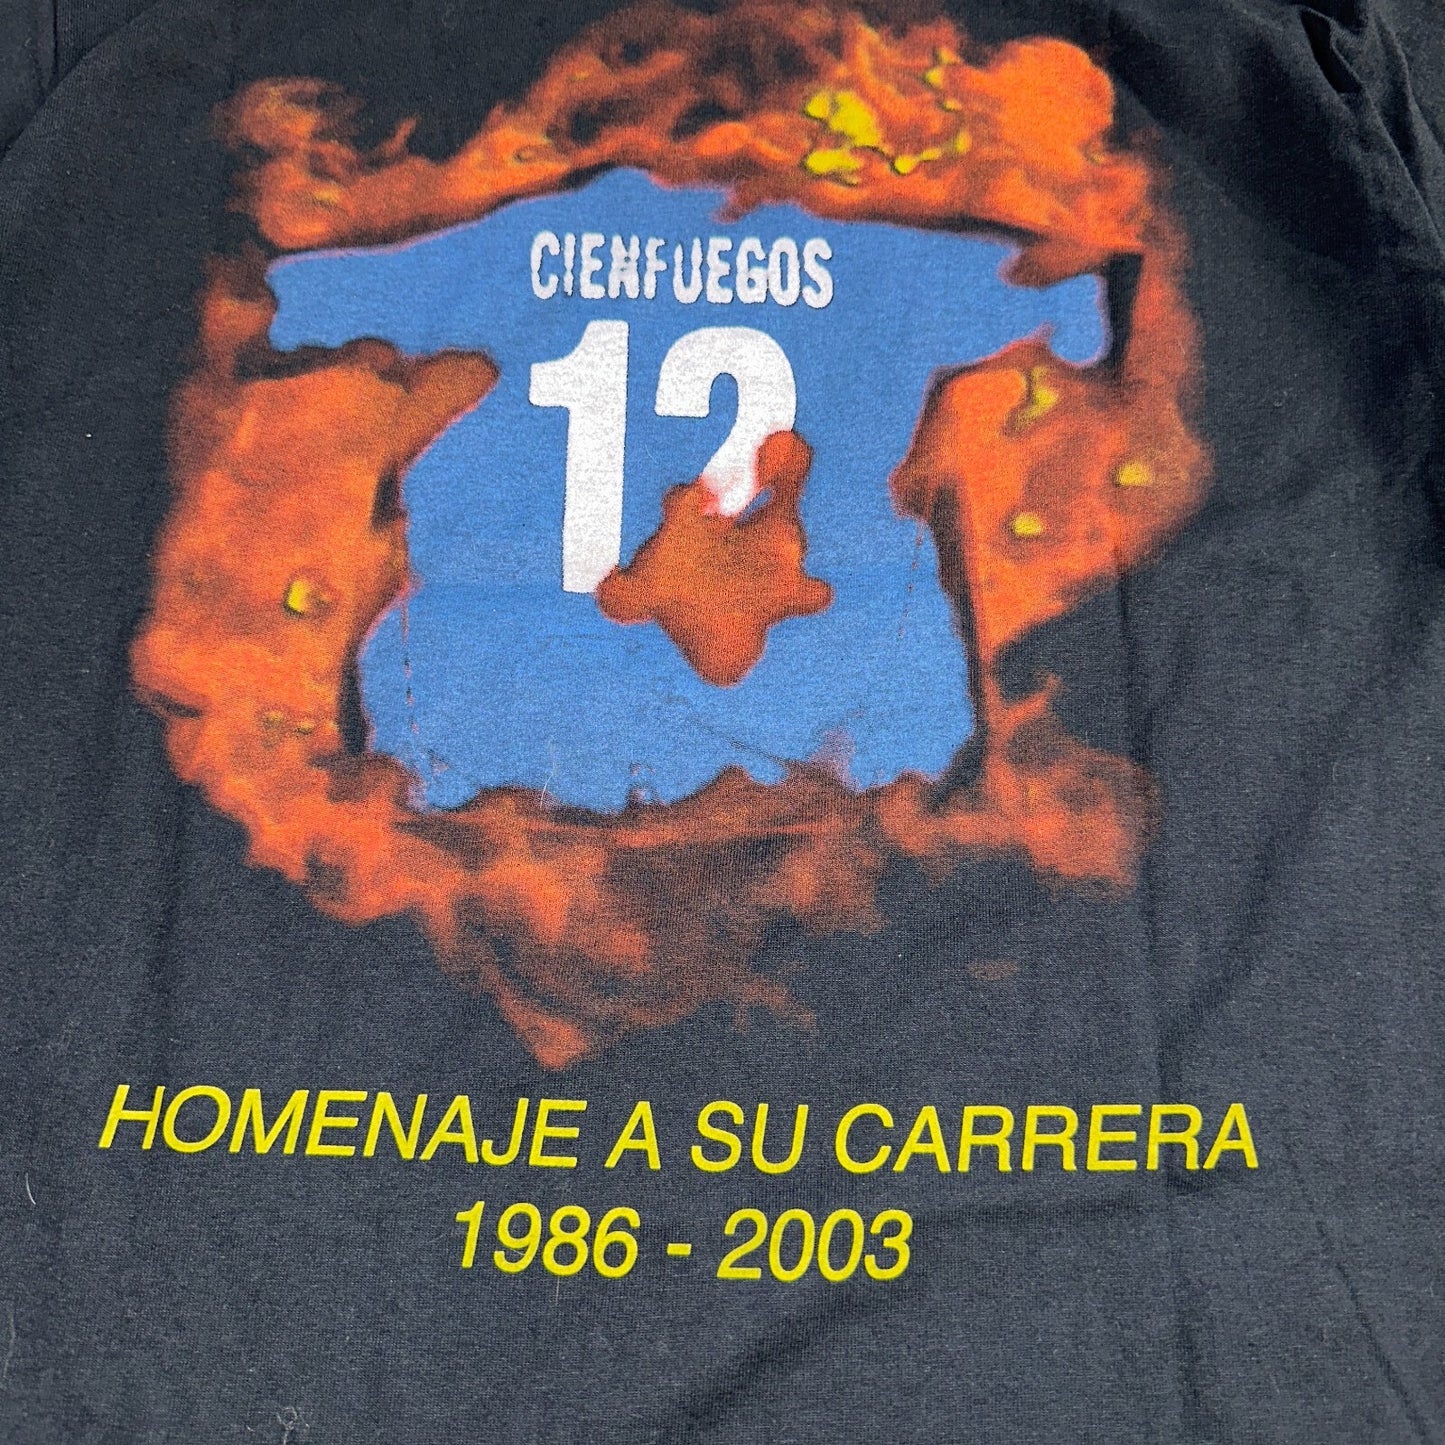 CIENFUEGOS
12
HOMENAJE A SU CARRERA
1986 - 2003